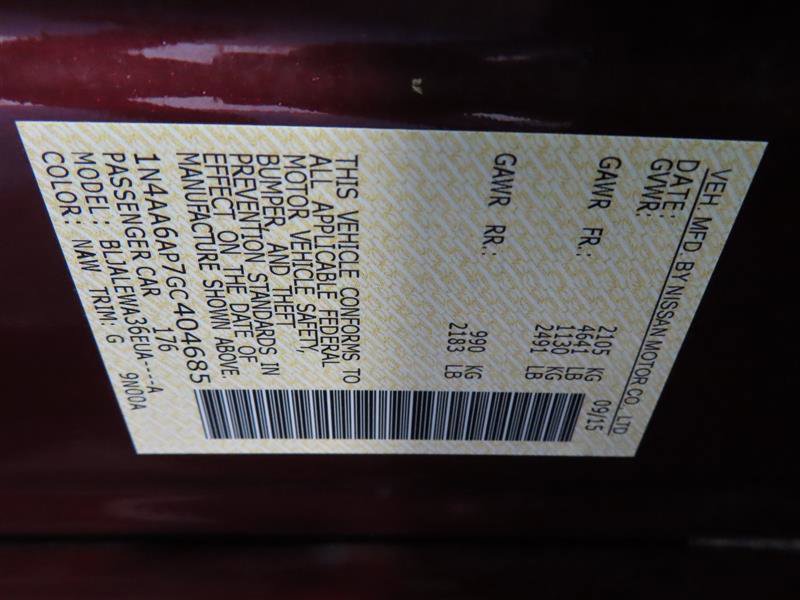 VEH. MFD. BY NISSAN MOTOR CO., LTD
DATE: 09/15
GVWR: 2105 KG
4641 LB
GAWR FR.: 1130 KG
2491 LB
GAWR RR.: 990 KG
2183 LB
THIS VEHICLE CONFORMS TO
ALL APPLICABLE FEDERAL
MOTOR VEHICLE SAFETY,
BUMPER, AND THEFT
PREVENTION STANDARDS IN
EFFECT ON THE DATE OF
MANUFACTURE SHOWN ABOVE.
1N4AA6AP7GC404685
PASSENGER CAR 176
MODEL: BLJALEWA36EUA----A
COLOR: NAW TRIM: G 9N00A